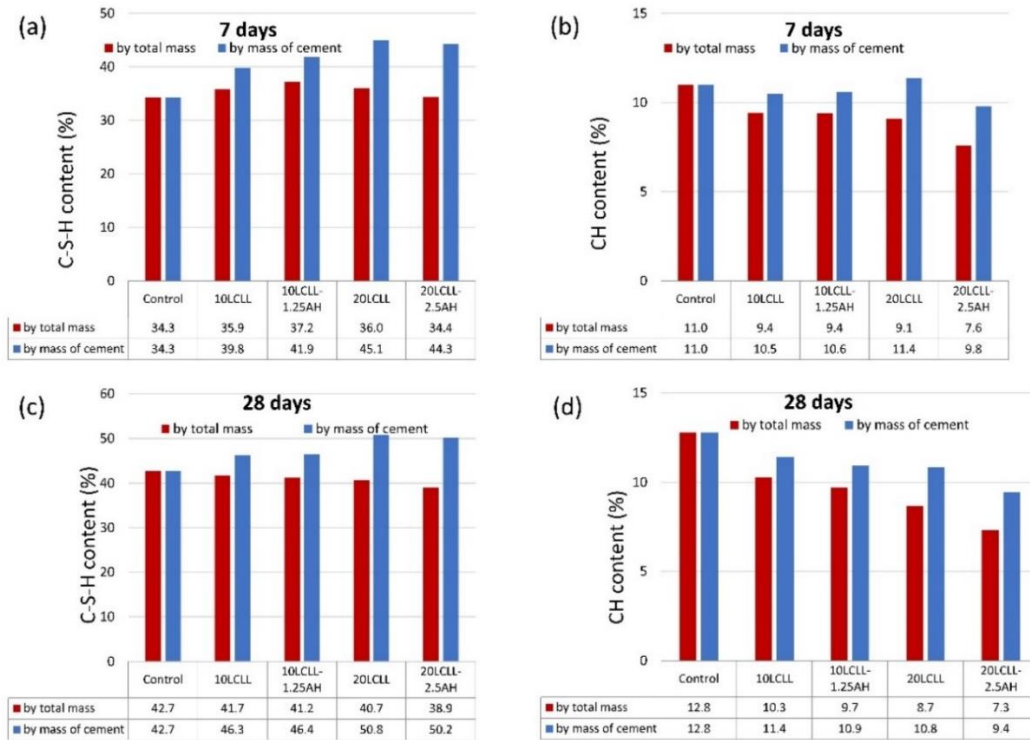 (a)
7 days
by total mass by mass of cement
C-S-H content (%)
50
40
30
20
10
0
Control 10LCLL 10LCLL-1.25AH 20LCLL 20LCLL-2.5AH
by total mass 34.3 35.9 37.2 36.0 34.4
by mass of cement 34.3 39.8 41.9 45.1 44.3
(b)
7 days
by total mass by mass of cement
CH content (%)
15
10
5
0
Control 10LCLL 10LCLL-1.25AH 20LCLL 20LCLL-2.5AH
by total mass 11.0 9.4 9.4 9.1 7.6
by mass of cement 11.0 10.5 10.6 11.4 9.8
(c)
28 days
by total mass by mass of cement
C-S-H content (%)
60
50
40
30
20
10
0
Control 10LCLL 10LCLL-1.25AH 20LCLL 20LCLL-2.5AH
by total mass 42.7 41.7 41.2 40.7 38.9
by mass of cement 42.7 46.3 46.4 50.8 50.2
(d)
28 days
by total mass by mass of cement
CH content (%)
15
10
5
0
Control 10LCLL 10LCLL-1.25AH 20LCLL 20LCLL-2.5AH
by total mass 12.8 10.3 9.7 8.7 7.3
by mass of cement 12.8 11.4 10.9 10.8 9.4